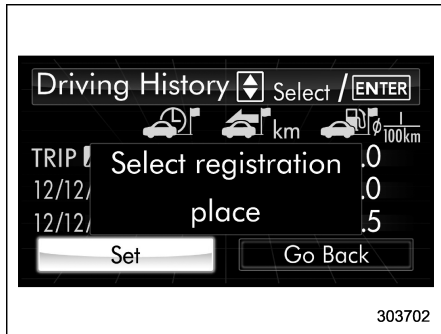 Driving History Select / ENTER
km ø l/100km
TRIP .0
12/12/ .0
12/12/ .5
Select registration
place
Set Go Back
303702